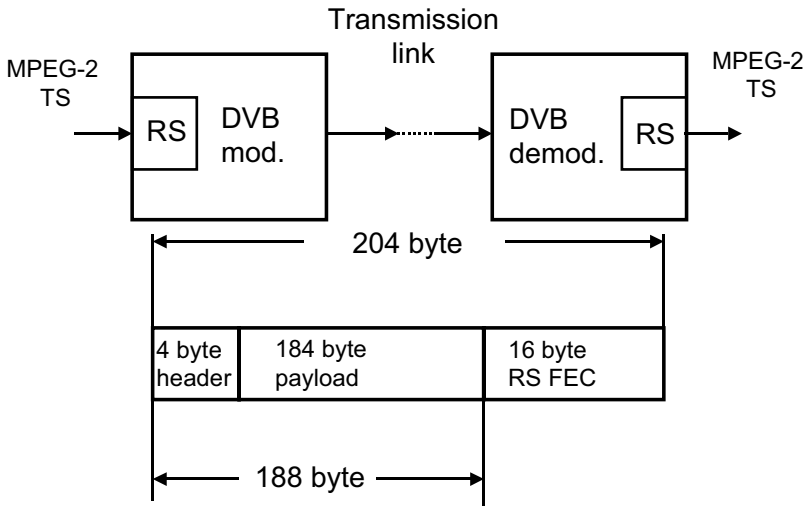 Transmission
link
MPEG-2
TS
RS
DVB
mod.
DVB
demod.
RS
MPEG-2
TS
204 byte
4 byte
header
184 byte
payload
16 byte
RS FEC
188 byte